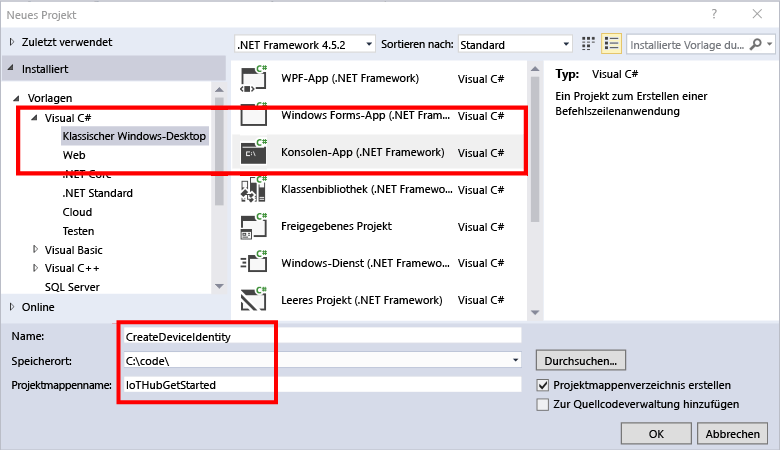 Neues Projekt
? ×
Zuletzt verwendet
.NET Framework 4.5.2
Sortieren nach: Standard
Installierte Vorlage du...
Installiert
Vorlagen
Visual C#
Klassischer Windows-Desktop
Web
.NET Core
.NET Standard
Cloud
Testen
Visual Basic
Visual C++
SQL Server
Online
C# WPF-App (.NET Framework) Visual C#
C# Windows Forms-App (.NET Fram... Visual C#
C# C:\ Konsolen-App (.NET Framework) Visual C#
C# Klassenbibliothek (.NET Framewo... Visual C#
C# Freigegebenes Projekt Visual C#
C# Windows-Dienst (.NET Framewo... Visual C#
C# Leeres Projekt (.NET Framework) Visual C#
Typ: Visual C#
Ein Projekt zum Erstellen einer
Befehlszeilenanwendung
Name: CreateDeviceIdentity
Speicherort: C:\code\
Durchsuchen...
Projektmappenname: IoTHubGetStarted
Projektmappenverzeichnis erstellen
Zur Quellcodeverwaltung hinzufügen
OK
Abbrechen